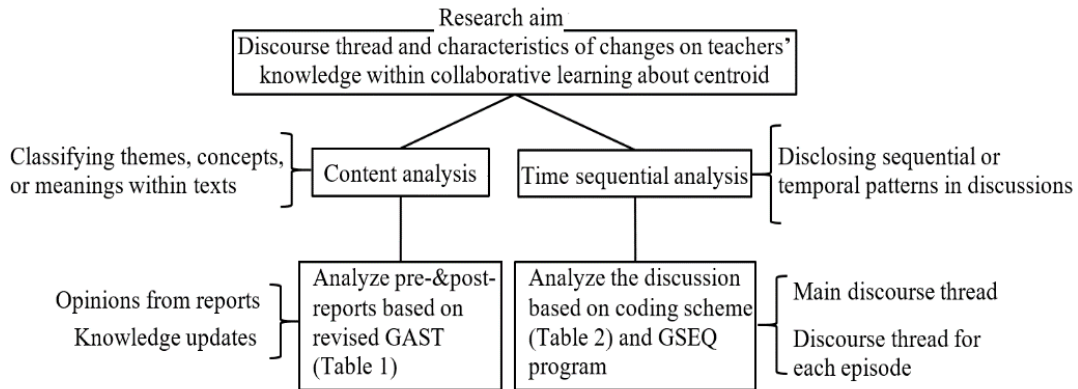 Research aim
Discourse thread and characteristics of changes on teachers'
knowledge within collaborative learning about centroid
Classifying themes, concepts,
or meanings within texts
Content analysis
Time sequential analysis
Disclosing sequential or
temporal patterns in discussions
Opinions from reports
Knowledge updates
Analyze pre-&post-
reports based on
revised GAST
(Table 1)
Analyze the discussion
based on coding scheme
(Table 2) and GSEQ
program
Main discourse thread
Discourse thread for
each episode